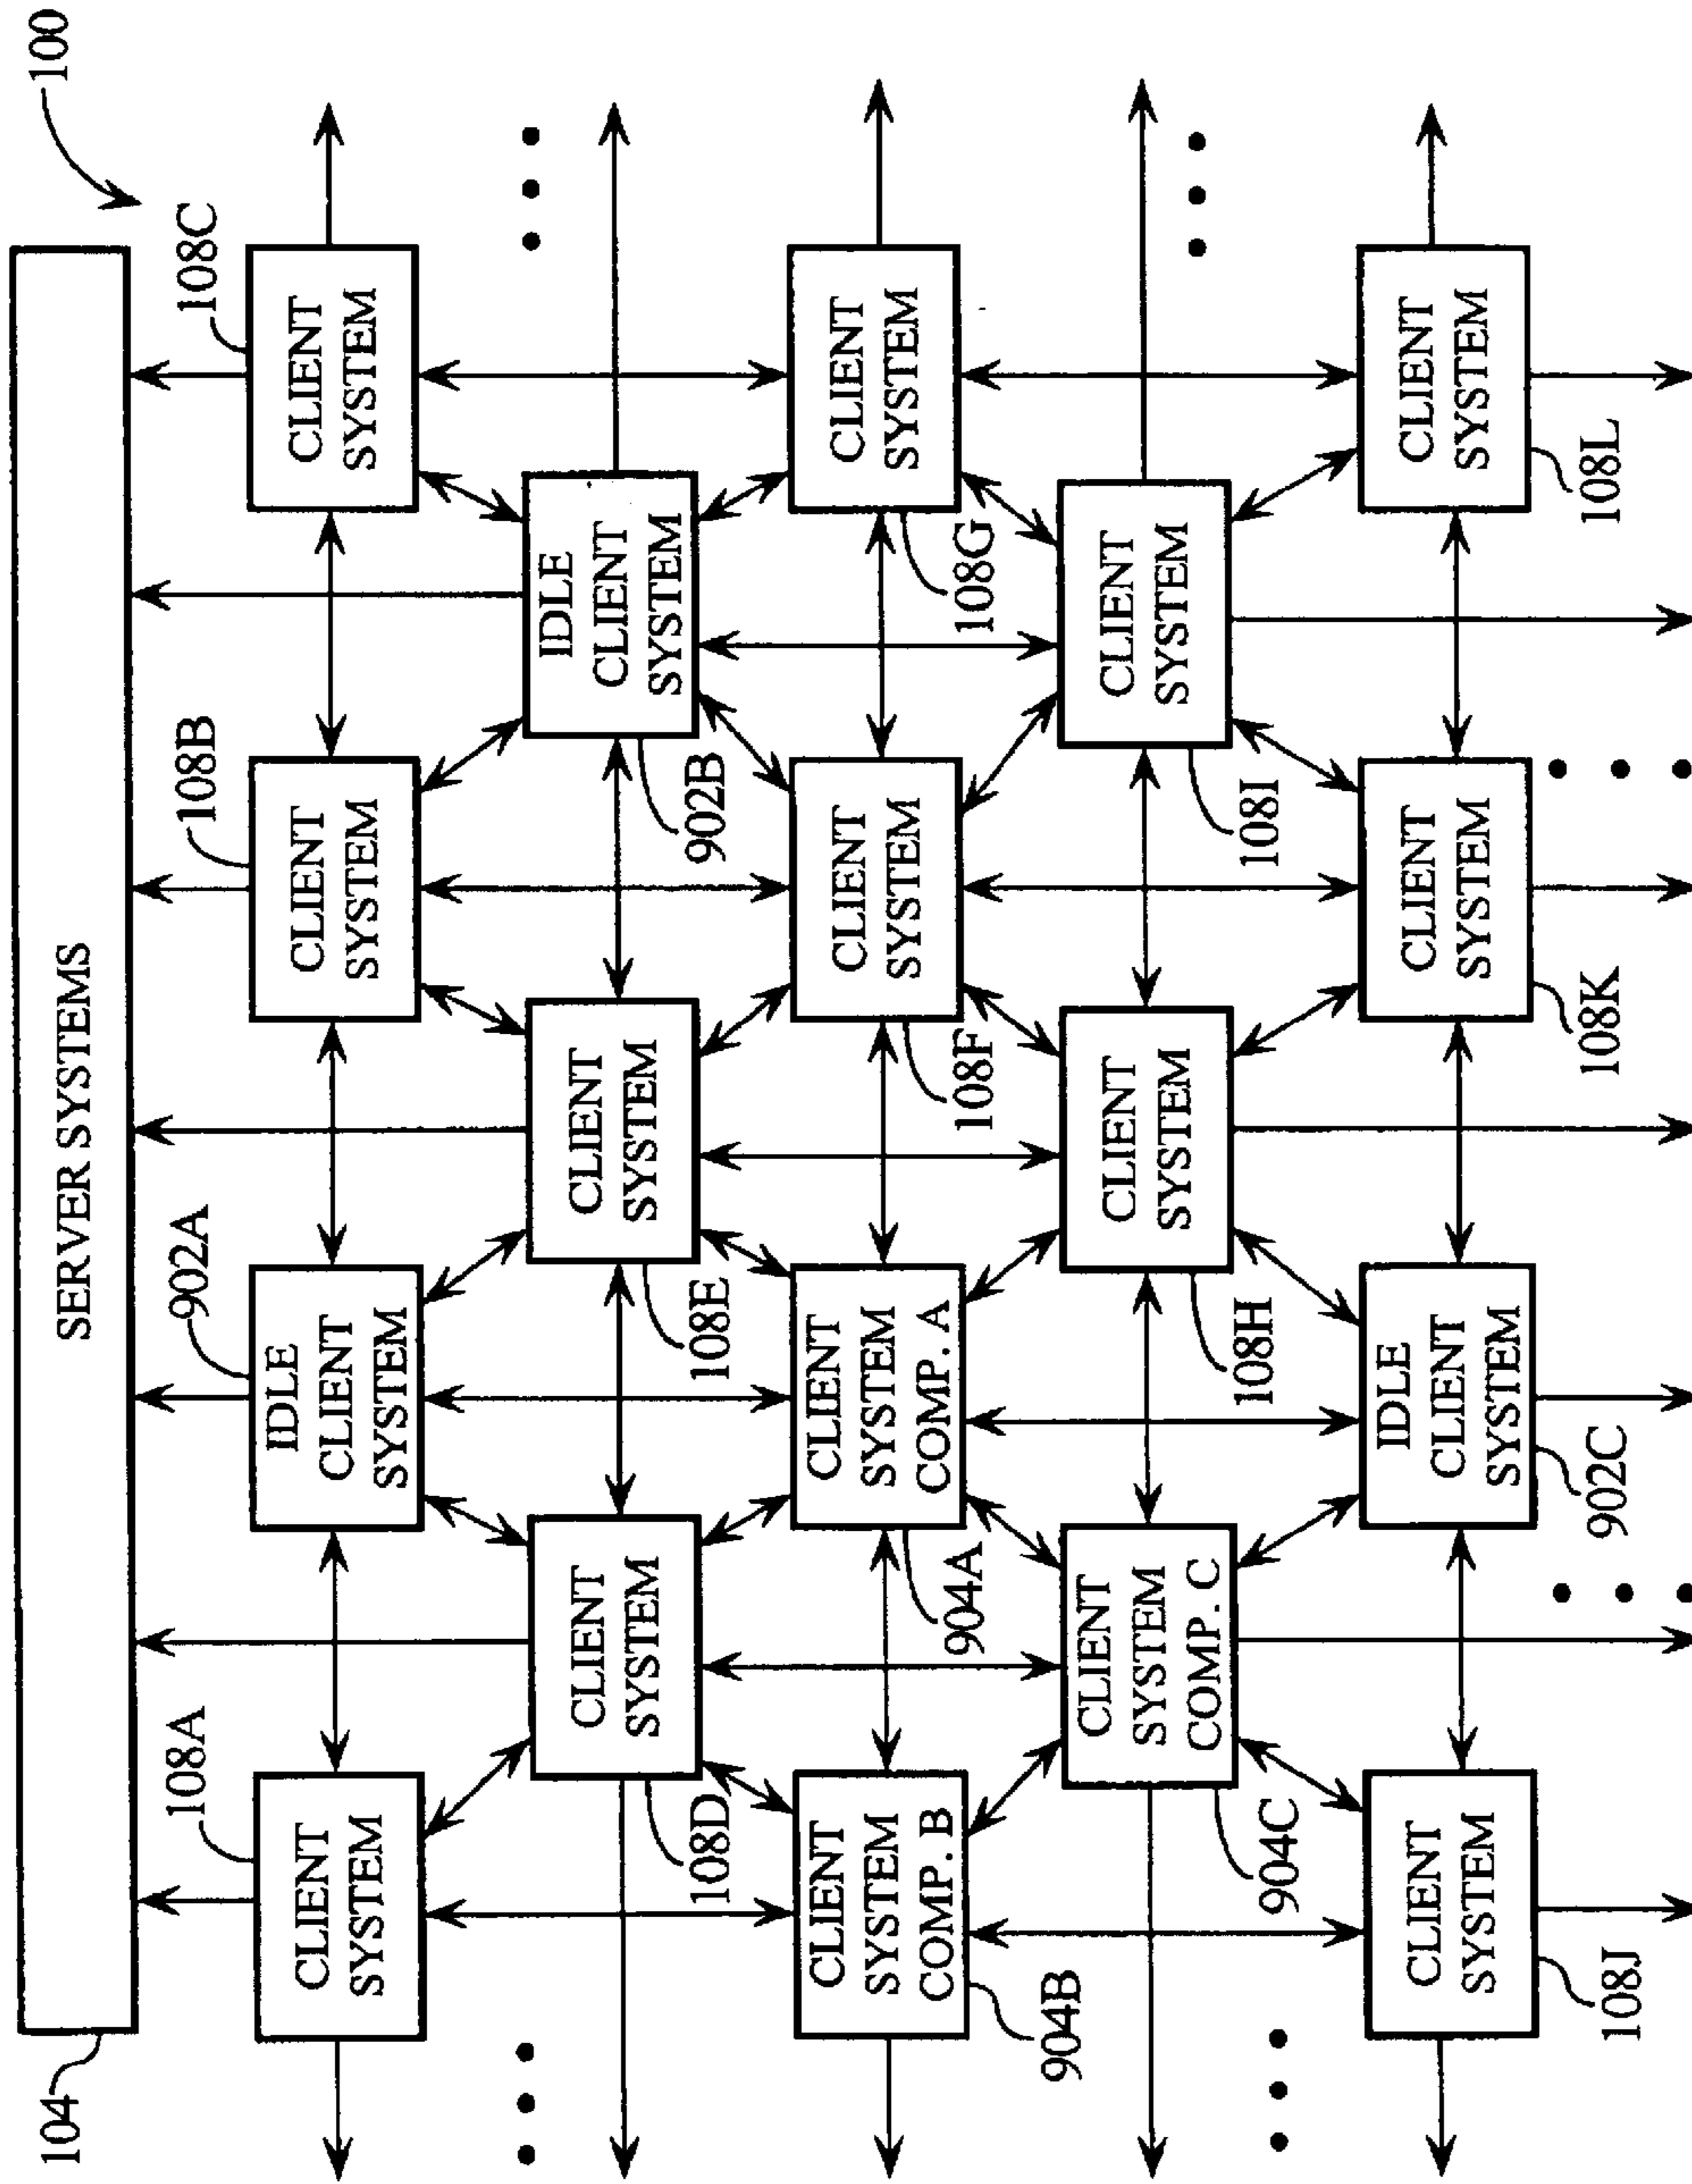 100
104
SERVER SYSTEMS
108A
902A
108B
108C
CLIENT
SYSTEM
IDLE
CLIENT
SYSTEM
CLIENT
SYSTEM
CLIENT
SYSTEM
CLIENT
SYSTEM
CLIENT
SYSTEM
IDLE
CLIENT
SYSTEM
108D
108E
902B
CLIENT
SYSTEM
COMP. B
CLIENT
SYSTEM
COMP. A
CLIENT
SYSTEM
CLIENT
SYSTEM
904B
904A
108F
108G
CLIENT
SYSTEM
COMP. C
CLIENT
SYSTEM
CLIENT
SYSTEM
904C
108H
108I
CLIENT
SYSTEM
IDLE
CLIENT
SYSTEM
CLIENT
SYSTEM
CLIENT
SYSTEM
108J
902C
108K
108L